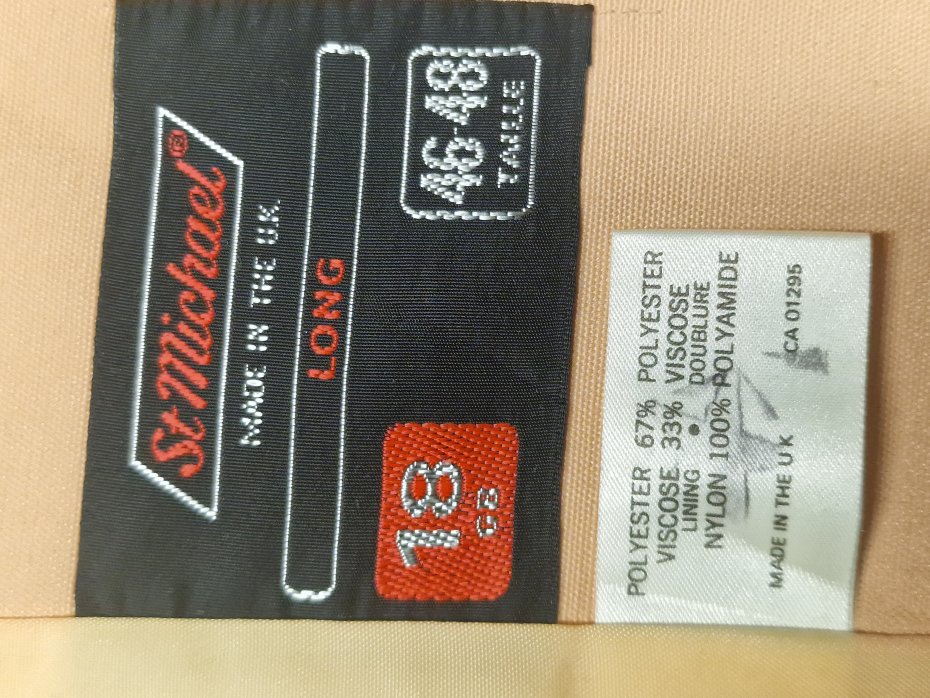 St Michael®
MADE IN THE U.K.
LONG
18
GB
46-48
TAILLE
POLYESTER 67% POLYESTER
VISCOSE 33% VISCOSE
LINING • DOUBLURE
NYLON 100% POLYAMIDE
MADE IN THE U K CA 01295